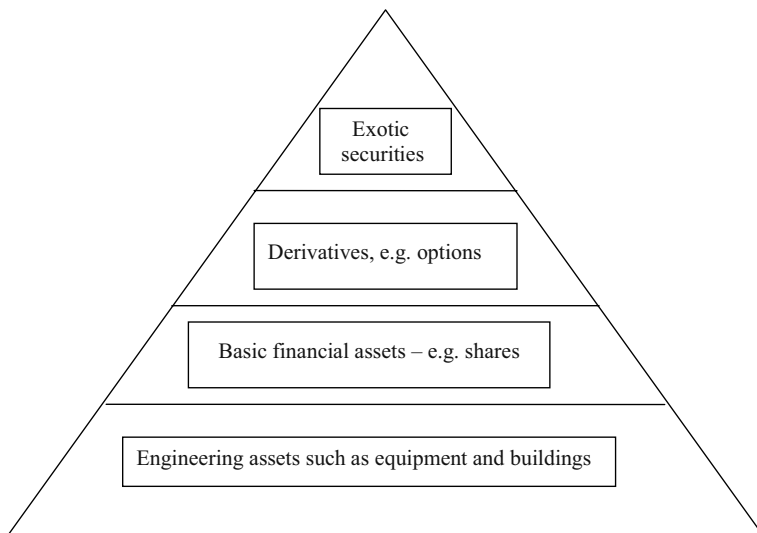 Exotic
securities
Derivatives, e.g. options
Basic financial assets – e.g. shares
Engineering assets such as equipment and buildings